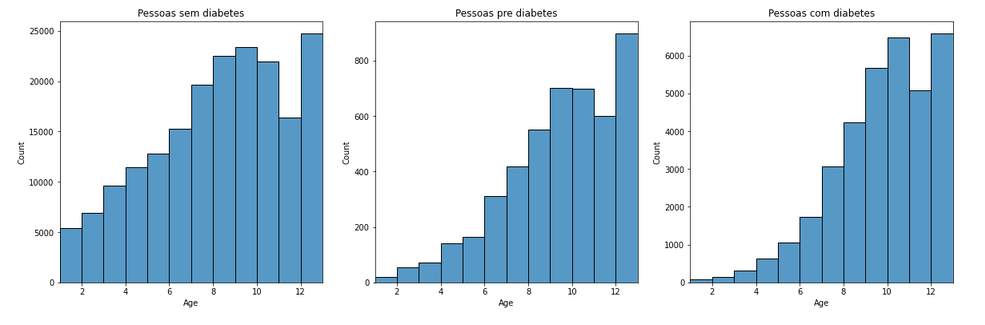 Pessoas sem diabetes
25000
20000
15000
10000
5000
0
Count
2 4 6 8 10 12
Age
Pessoas pre diabetes
800
600
400
200
0
Count
2 4 6 8 10 12
Age
Pessoas com diabetes
6000
5000
4000
3000
2000
1000
0
Count
2 4 6 8 10 12
Age